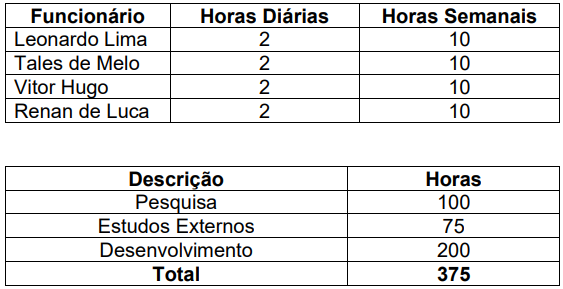 Funcionário Horas Diárias Horas Semanais
Leonardo Lima 2 10
Tales de Melo 2 10
Vitor Hugo 2 10
Renan de Luca 2 10
Descrição Horas
Pesquisa 100
Estudos Externos 75
Desenvolvimento 200
Total 375